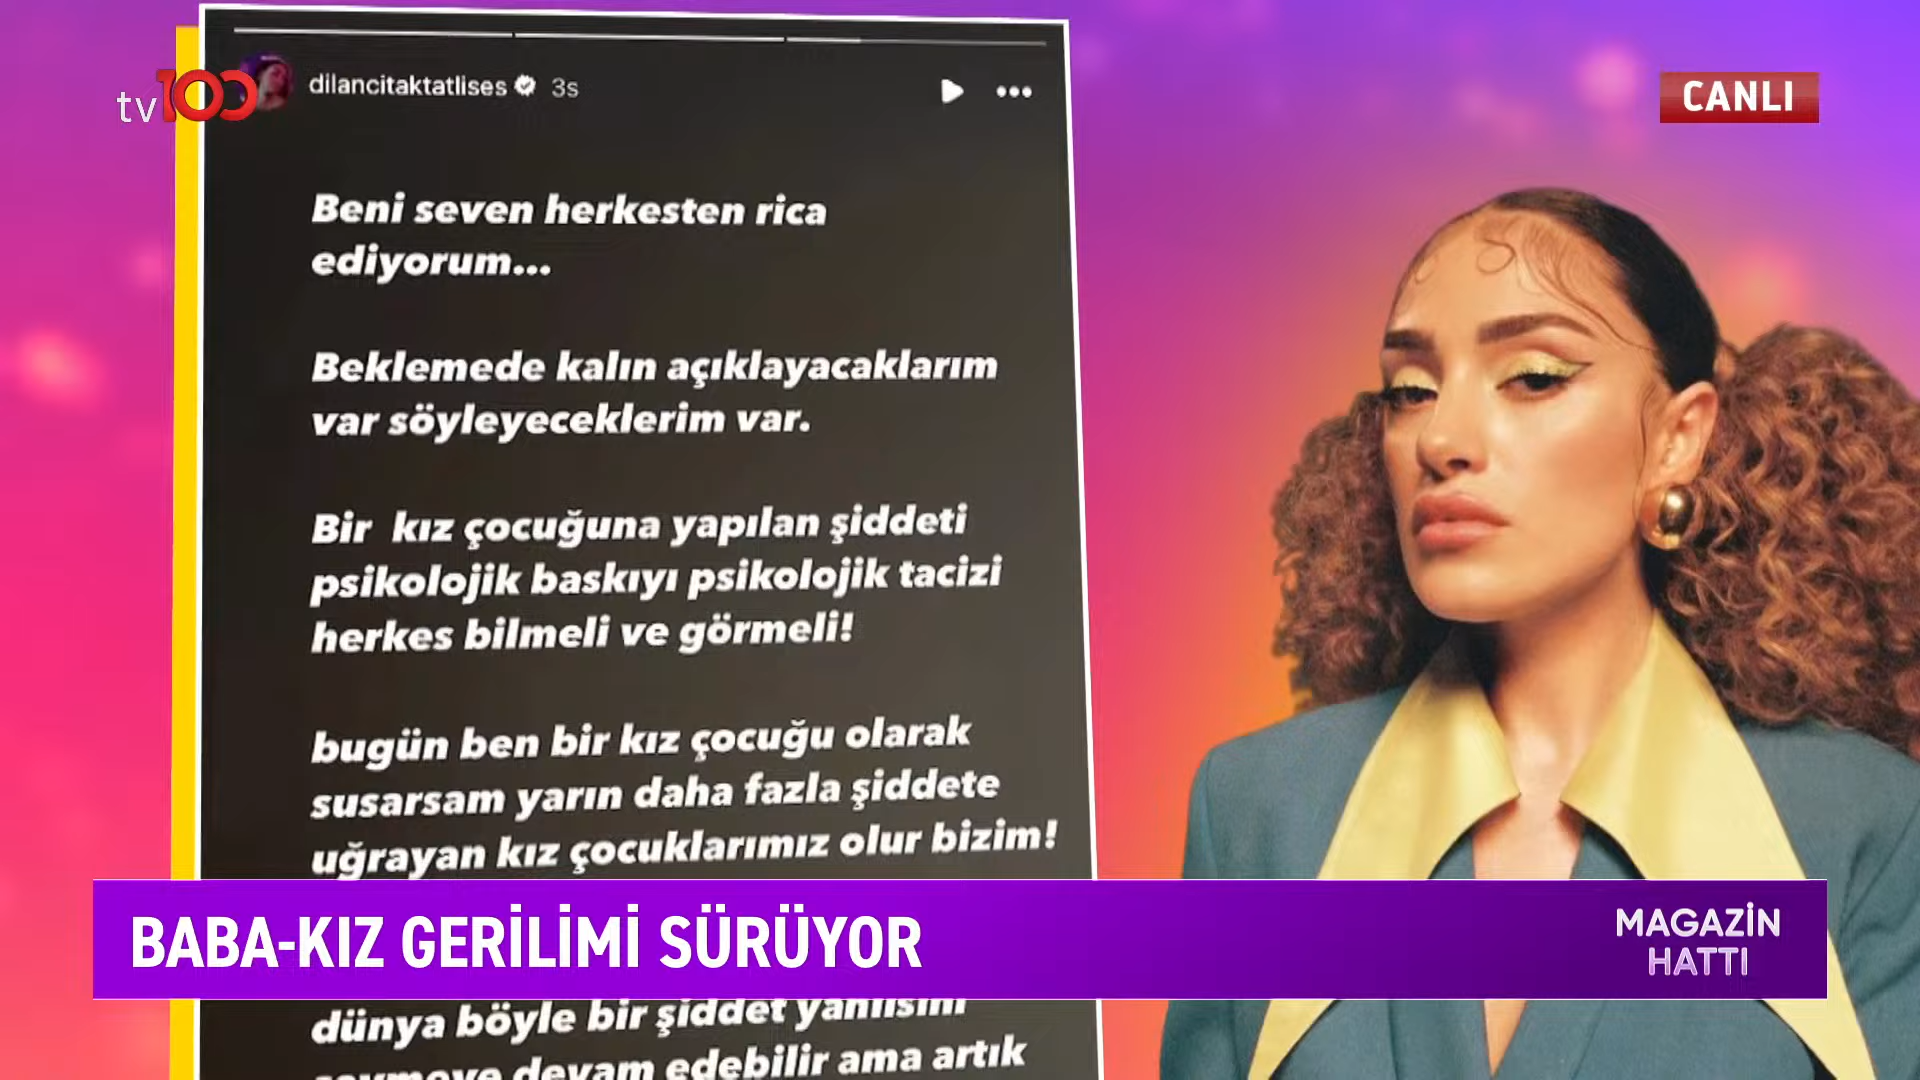 dilancitaktatlises 3s
tv100
CANLI
Beni seven herkesten rica
ediyorum...
Beklemede kalın açıklayacaklarım
var söyleyeceklerim var.
Bir kız çocuğuna yapılan şiddeti
psikolojik baskıyı psikolojik tacizi
herkes bilmeli ve görmeli!
bugün ben bir kız çocuğu olarak
susarsam yarın daha fazla şiddete
uğrayan kız çocuklarımız olur bizim!
BABA-KIZ GERİLİMİ SÜRÜYOR
MAGAZİN
HATTI
dünya böyle bir şiddet yanlısını
devam edebilir ama artık